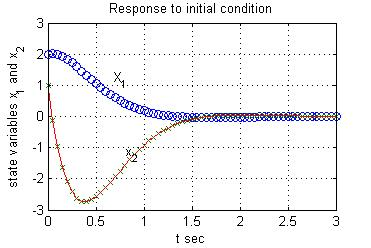 Response to initial condition
3
2
1
0
-1
-2
-3
state variables x₁ and x₂
X₁
x₂
0 0.5 1 1.5 2 2.5 3
t sec